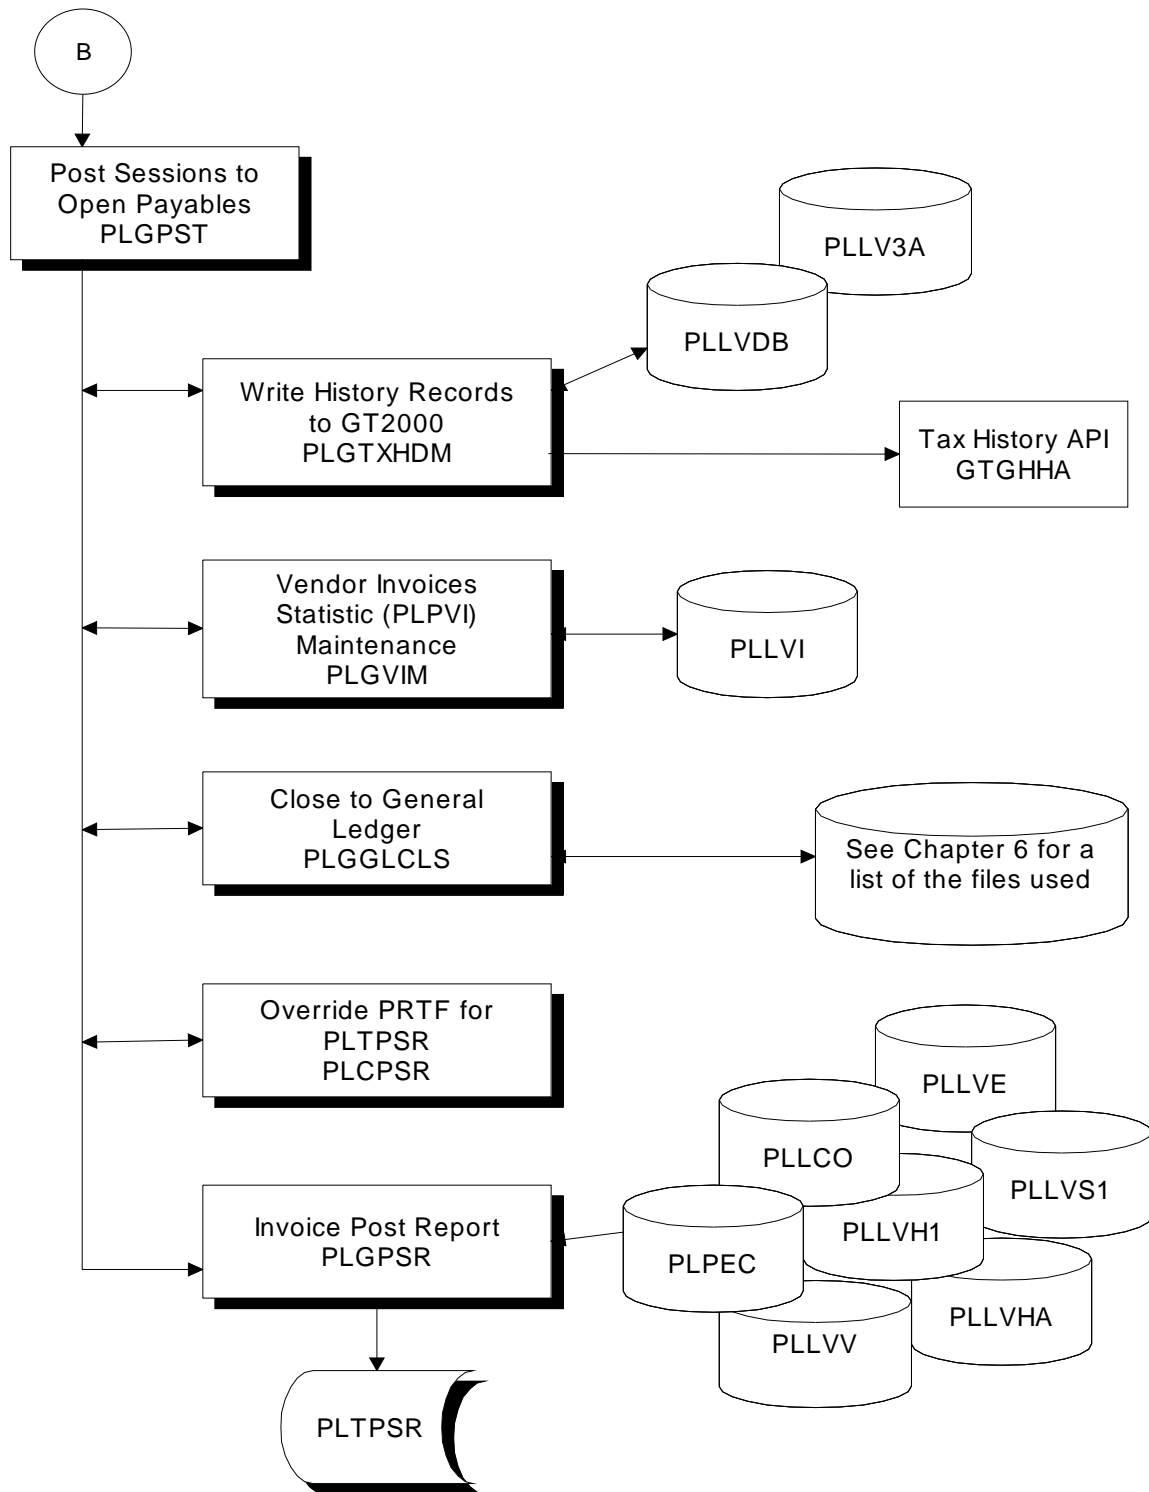 B
Post Sessions to
Open Payables
PLGPST
PLLV3A
PLLVDB
Write History Records
to GT2000
PLGTXHDM
Tax History API
GTGHHA
Vendor Invoices
Statistic (PLPVI)
Maintenance
PLGVIM
PLLVI
Close to General
Ledger
PLGGLCLS
See Chapter 6 for a
list of the files used
Override PRTF for
PLTPSR
PLCPSR
PLLVE
PLLCO
PLLVS1
PLLVH1
Invoice Post Report
PLGPSR
PLPEC
PLLVHA
PLLVV
PLTPSR